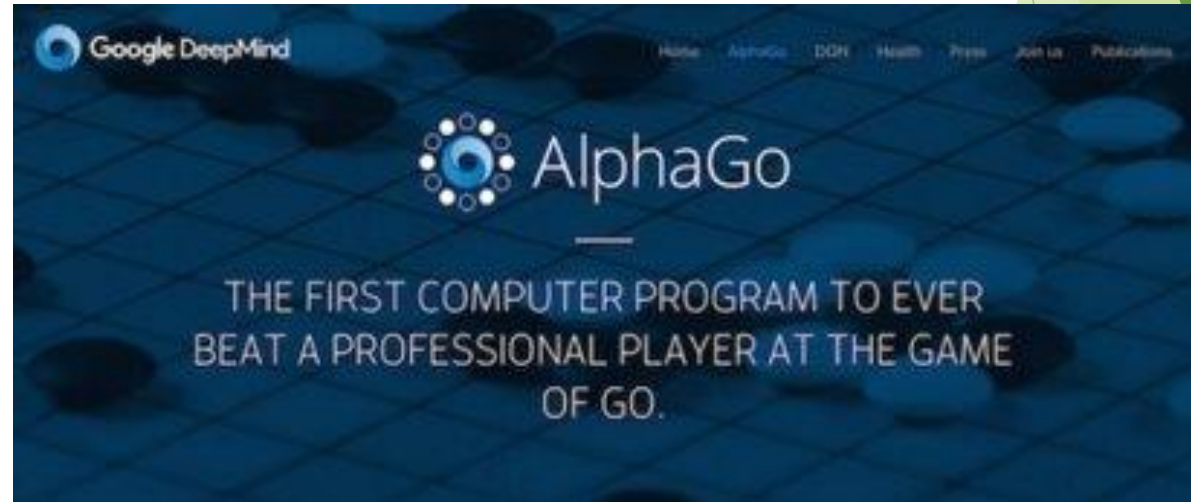 Google DeepMind
Home AlphaGo DQN Health Press Join us Publications
AlphaGo
THE FIRST COMPUTER PROGRAM TO EVER
BEAT A PROFESSIONAL PLAYER AT THE GAME
OF GO.